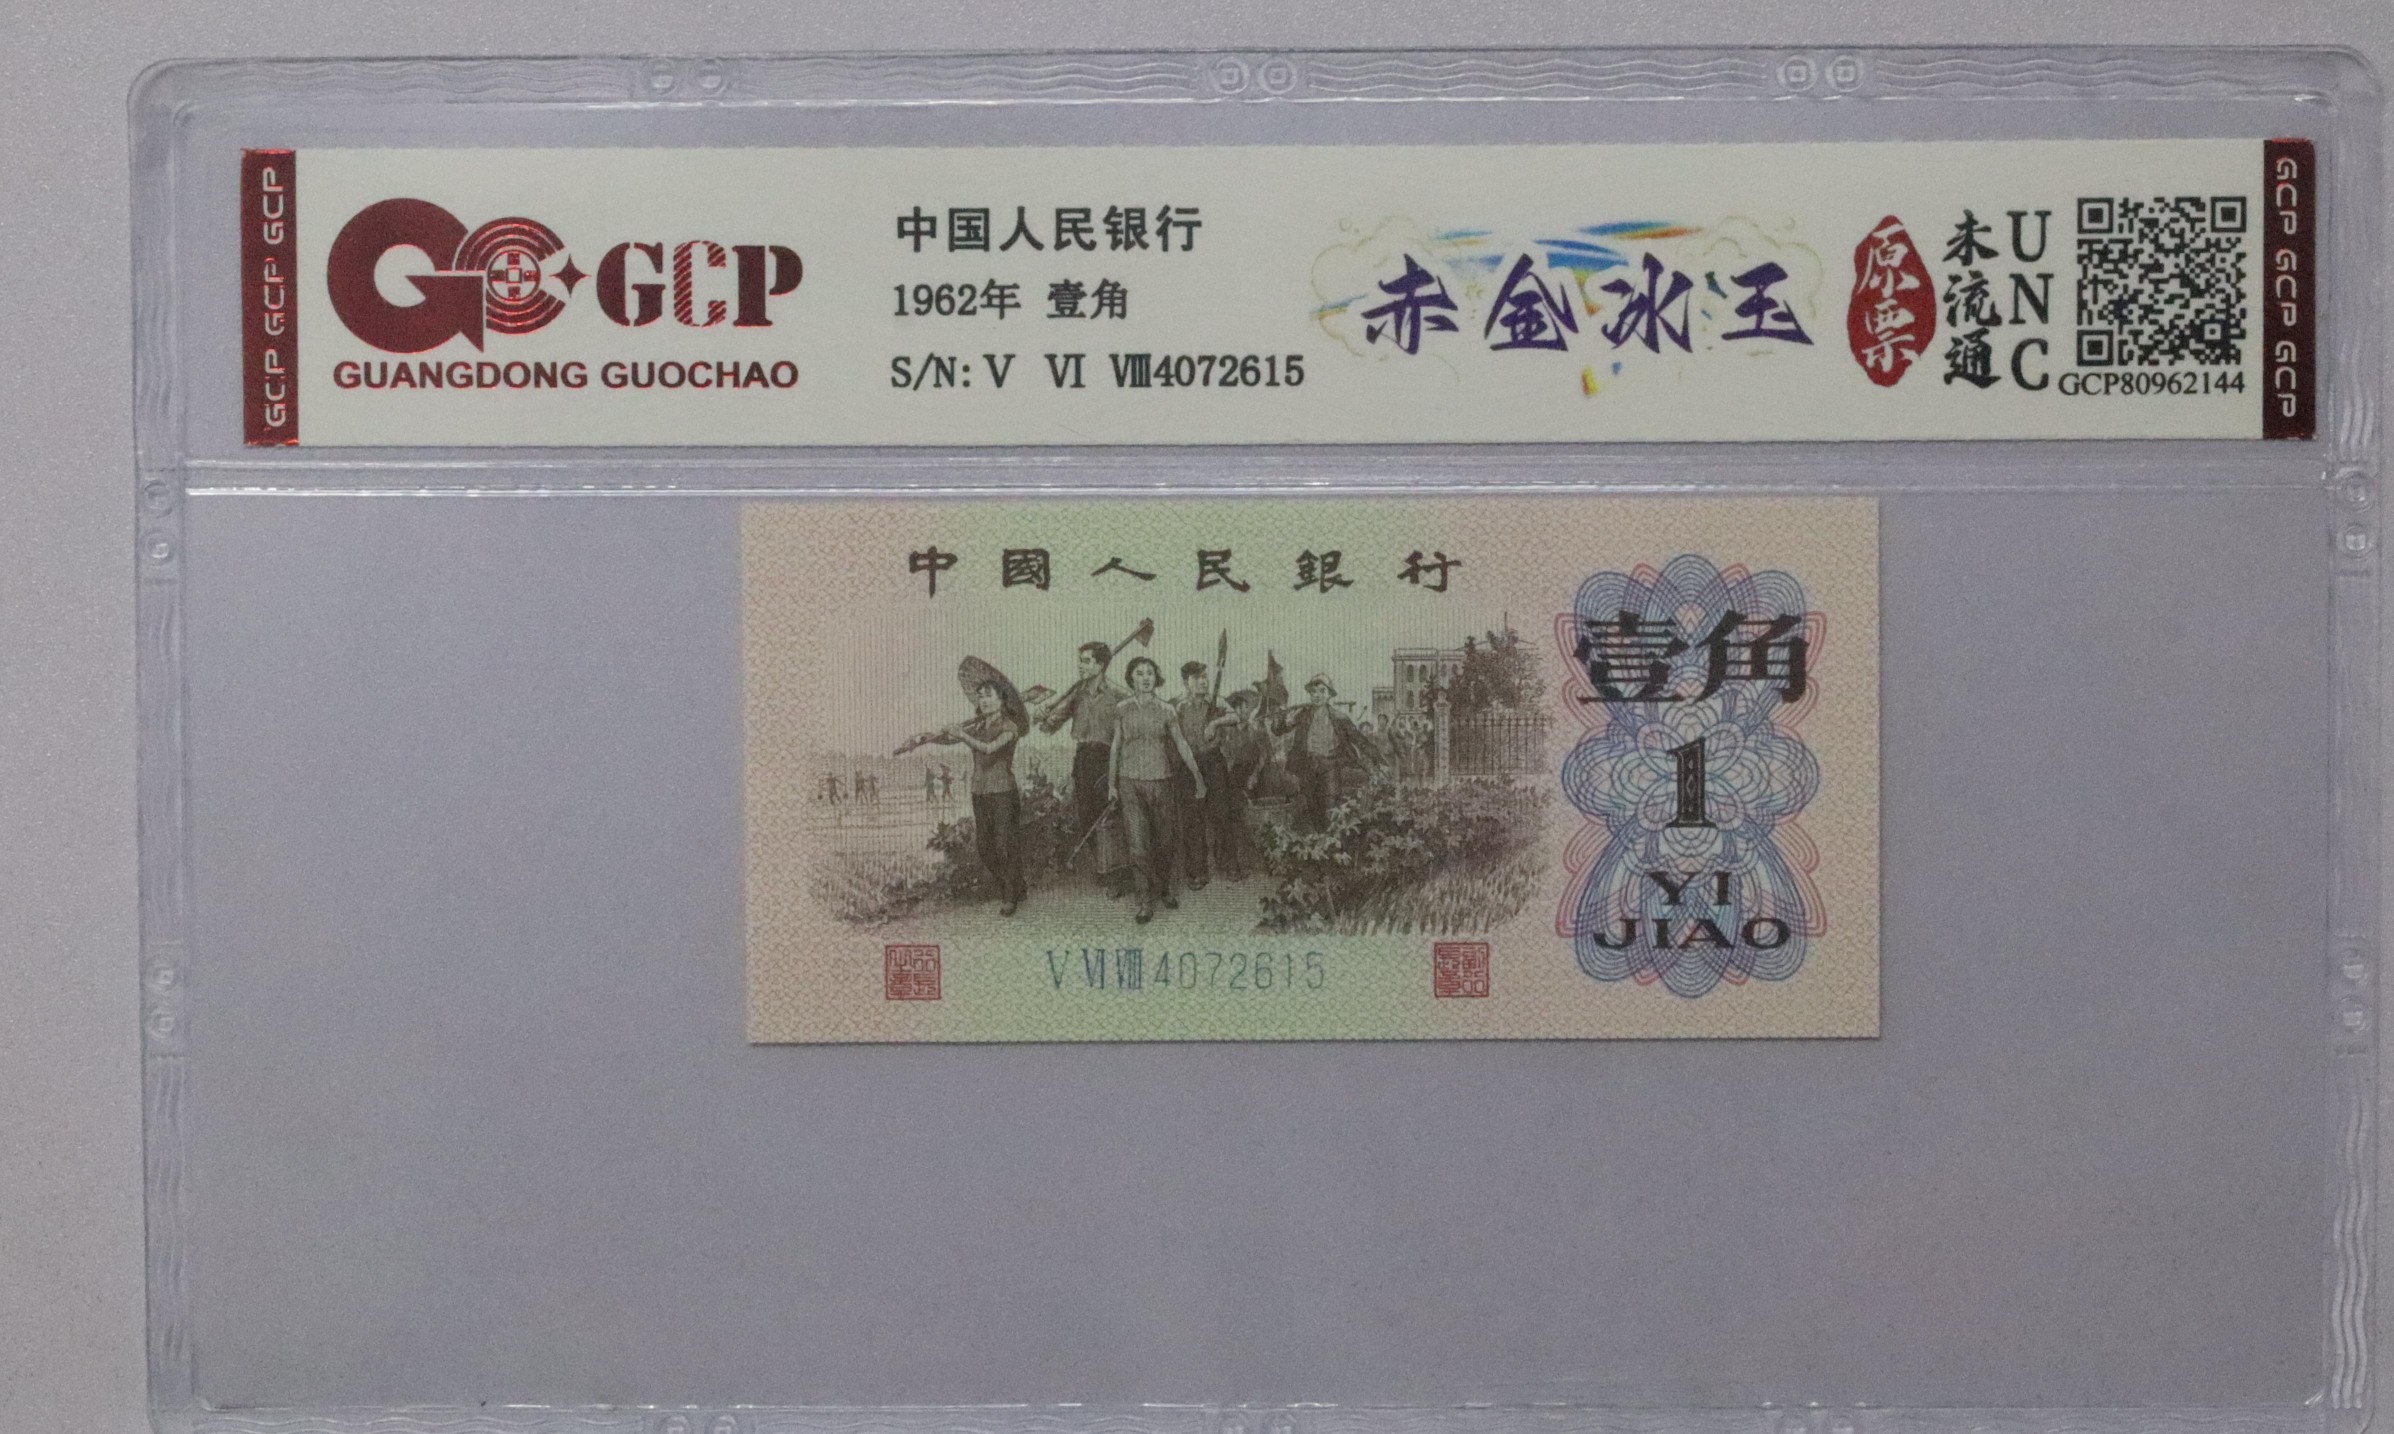 GCP GCP GCP
GCP
GUANGDONG GUOCHAO
中国人民银行
1962年 壹角
S/N: Ⅴ Ⅵ Ⅷ4072615
赤金冰玉
原票
未流通
UNC
GCP80962144
GCP GCP GCP
中國人民銀行
壹角
1
YI
JIAO
Ⅴ Ⅵ Ⅷ 4072615